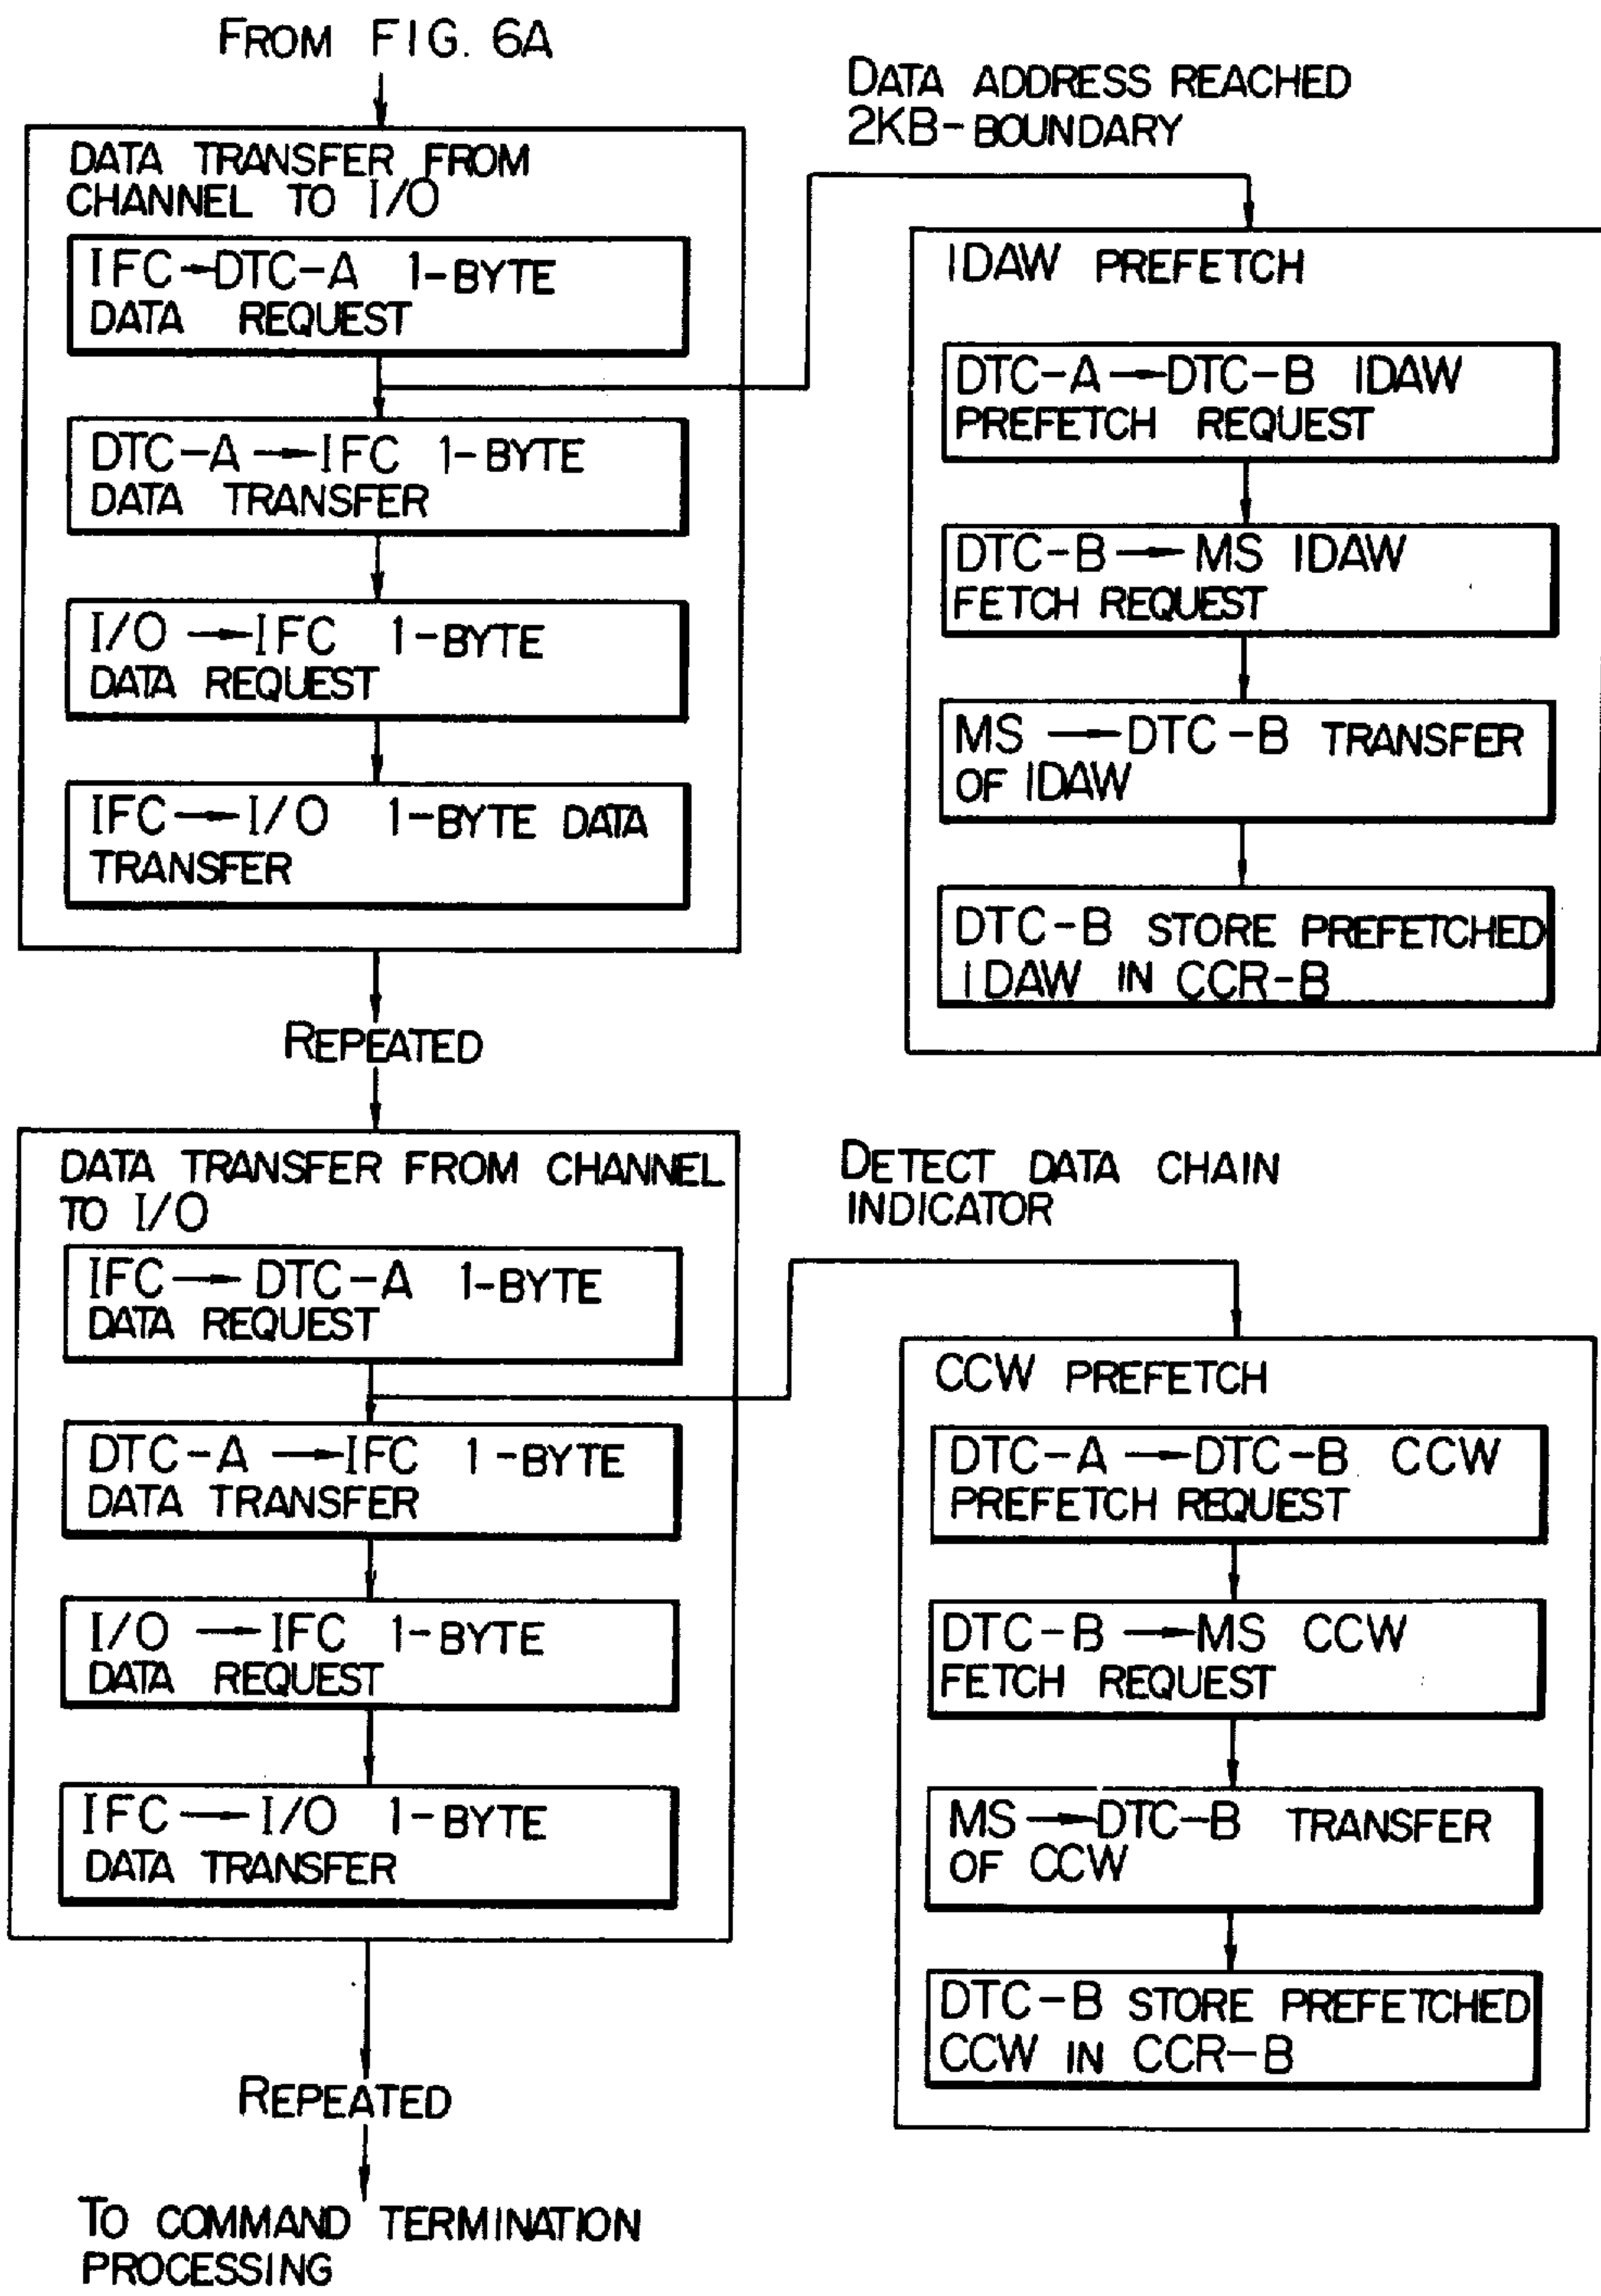 FROM FIG. 6A
DATA TRANSFER FROM
CHANNEL TO I/O
IFC→DTC-A 1-BYTE
DATA REQUEST
DTC-A→IFC 1-BYTE
DATA TRANSFER
I/O→IFC 1-BYTE
DATA REQUEST
IFC→I/O 1-BYTE DATA
TRANSFER
REPEATED
DATA ADDRESS REACHED
2KB-BOUNDARY
IDAW PREFETCH
DTC-A→DTC-B IDAW
PREFETCH REQUEST
DTC-B→MS IDAW
FETCH REQUEST
MS→DTC-B TRANSFER
OF IDAW
DTC-B STORE PREFETCHED
IDAW IN CCR-B
DATA TRANSFER FROM CHANNEL
TO I/O
IFC→DTC-A 1-BYTE
DATA REQUEST
DTC-A→IFC 1-BYTE
DATA TRANSFER
I/O→IFC 1-BYTE
DATA REQUEST
IFC→I/O 1-BYTE
DATA TRANSFER
REPEATED
TO COMMAND TERMINATION
PROCESSING
DETECT DATA CHAIN
INDICATOR
CCW PREFETCH
DTC-A→DTC-B CCW
PREFETCH REQUEST
DTC-B→MS CCW
FETCH REQUEST
MS→DTC-B TRANSFER
OF CCW
DTC-B STORE PREFETCHED
CCW IN CCR-B